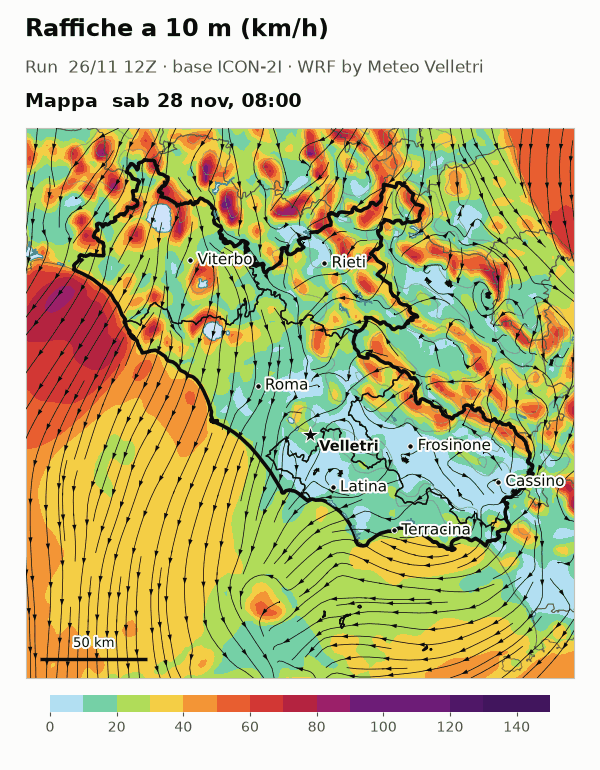 Raffiche a 10 m (km/h)
Run 26/11 12Z · base ICON-2I · WRF by Meteo Velletri
Mappa sab 28 nov, 08:00
Viterbo
Rieti
Roma
Velletri
Frosinone
Cassino
Latina
Terracina
50 km
0 20 40 60 80 100 120 140